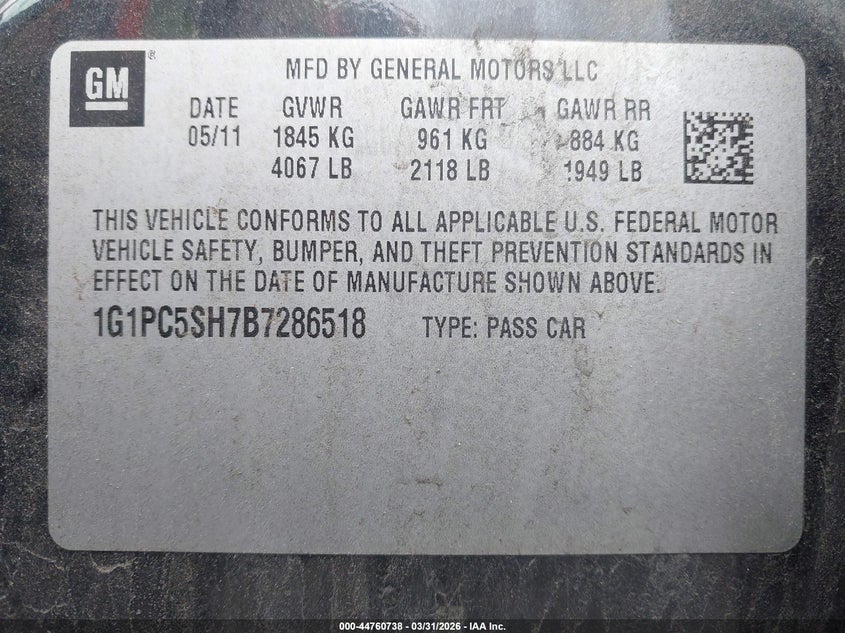 GM®
MFD BY GENERAL MOTORS LLC
DATE GVWR GAWR FRT GAWR RR
05/11 1845 KG 961 KG 884 KG
4067 LB 2118 LB 1949 LB
THIS VEHICLE CONFORMS TO ALL APPLICABLE U.S. FEDERAL MOTOR
VEHICLE SAFETY, BUMPER, AND THEFT PREVENTION STANDARDS IN
EFFECT ON THE DATE OF MANUFACTURE SHOWN ABOVE.
1G1PC5SH7B7286518 TYPE: PASS CAR
000-44760738 - 03/31/2026 - IAA Inc.